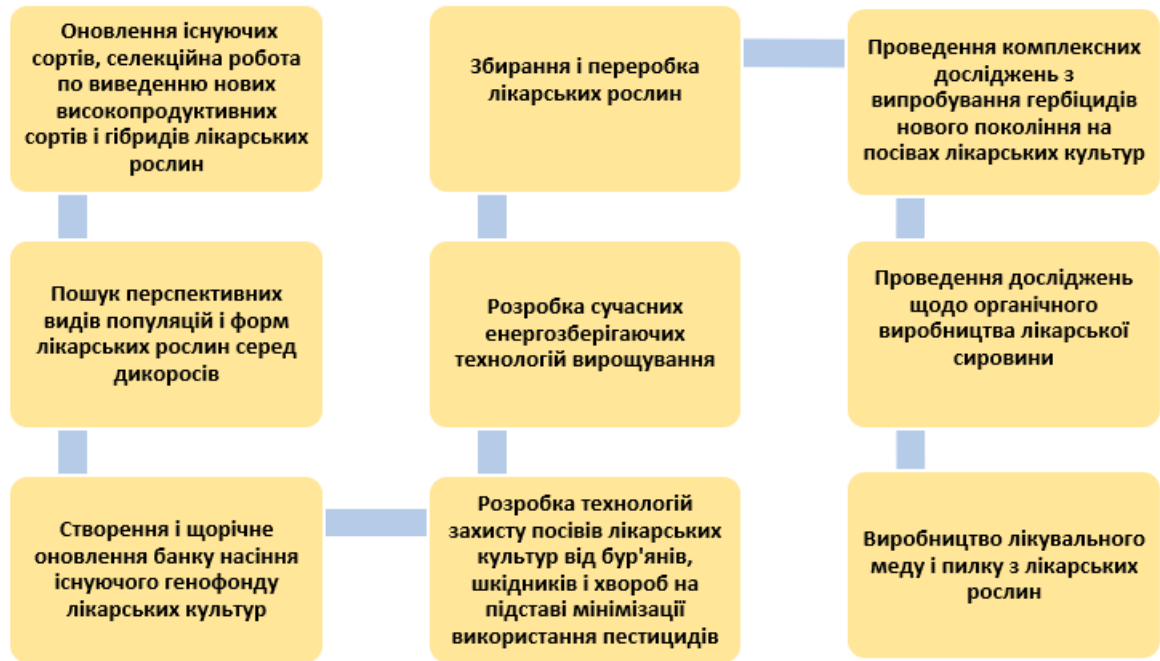 Оновлення існуючих
сортів, селекційна робота
по виведенню нових
високопродуктивних
сортів і гібридів лікарських
рослин
Пошук перспективних
видів популяцій і форм
лікарських рослин серед
дикоросів
Створення і щорічне
оновлення банку насіння
існуючого генофонду
лікарських культур
Розробка технологій
захисту посівів лікарських
культур від бур'янів,
шкідників і хвороб на
підставі мінімізації
використання пестицидів
Розробка сучасних
енергозберігаючих
технологій вирощування
Збирання і переробка
лікарських рослин
Проведення комплексних
досліджень з
випробування гербіцидів
нового покоління на
посівах лікарських культур
Проведення досліджень
щодо органічного
виробництва лікарської
сировини
Виробництво лікувального
меду і пилку з лікарських
рослин